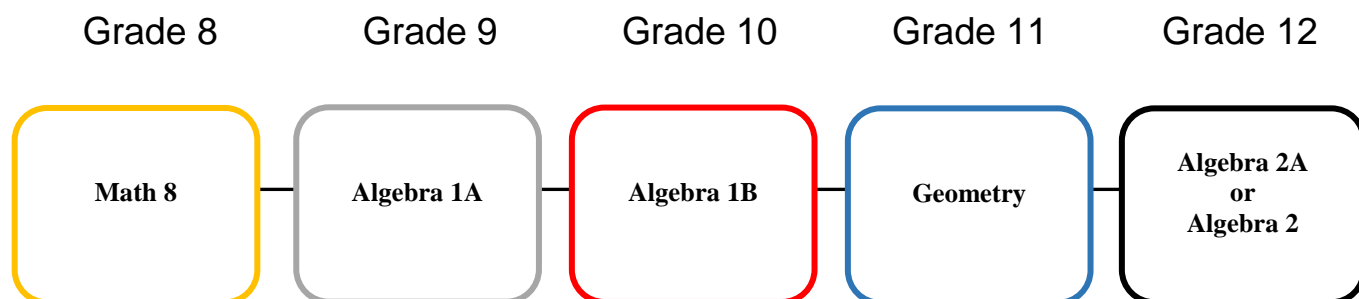 Grade 8 Grade 9 Grade 10 Grade 11 Grade 12
Math 8
Algebra 1A
Algebra 1B
Geometry
Algebra 2A
or
Algebra 2